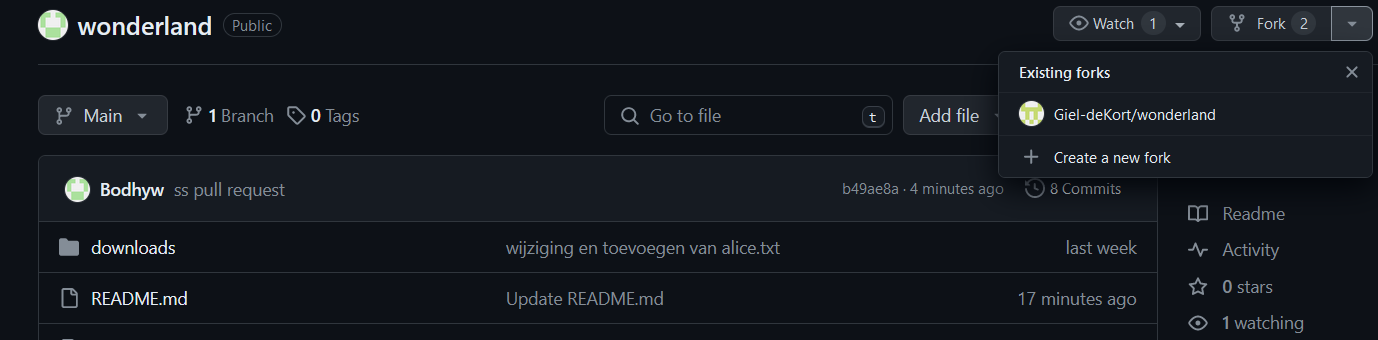 wonderland Public Watch 1 Fork 2
Existing forks
Giel-deKort/wonderland
Create a new fork
Main 1 Branch 0 Tags Go to file t Add file
Bodhyw ss pull request b49ae8a · 4 minutes ago 8 Commits
downloads wijziging en toevoegen van alice.txt last week
README.md Update README.md 17 minutes ago
Readme
Activity
0 stars
1 watching